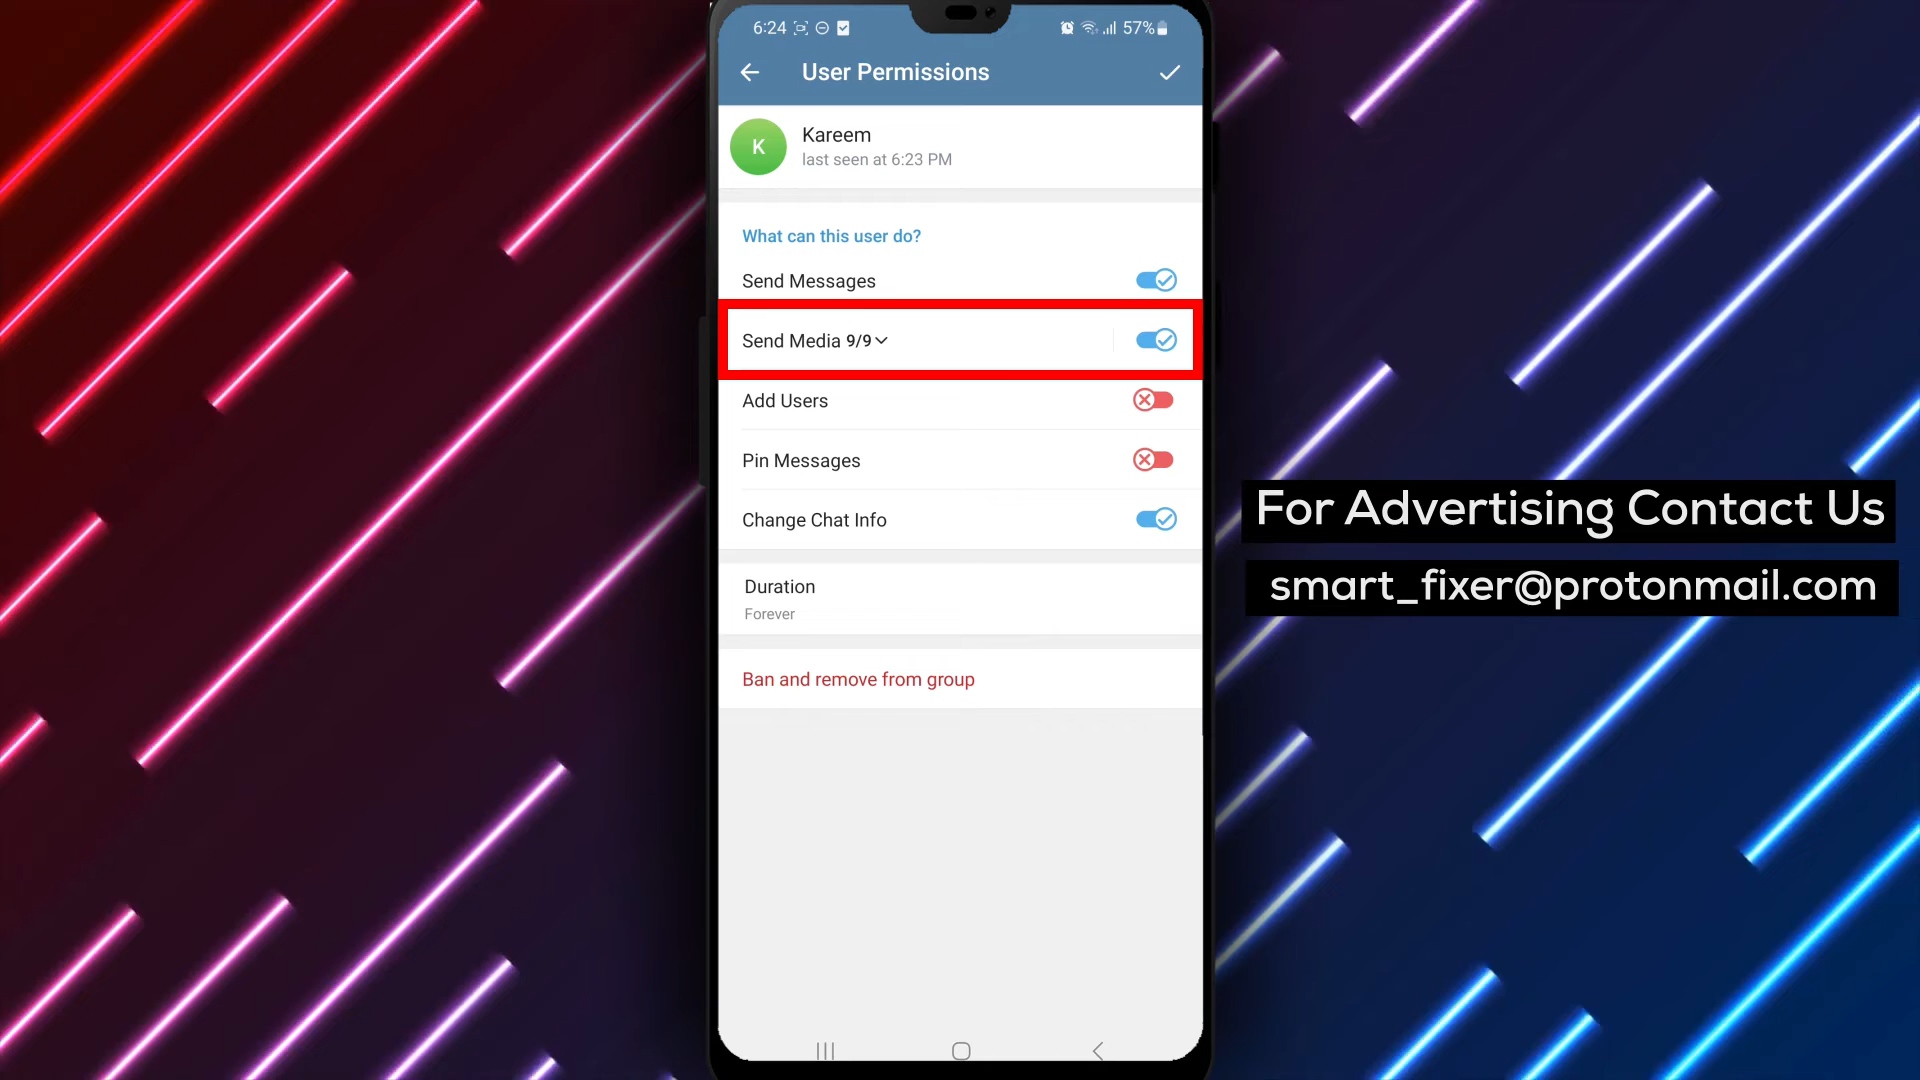 6:24
57%
User Permissions
K
Kareem
last seen at 6:23 PM
What can this user do?
Send Messages
Send Media 9/9
Add Users
Pin Messages
Change Chat Info
Duration
Forever
Ban and remove from group
For Advertising Contact Us
smart_fixer@protonmail.com